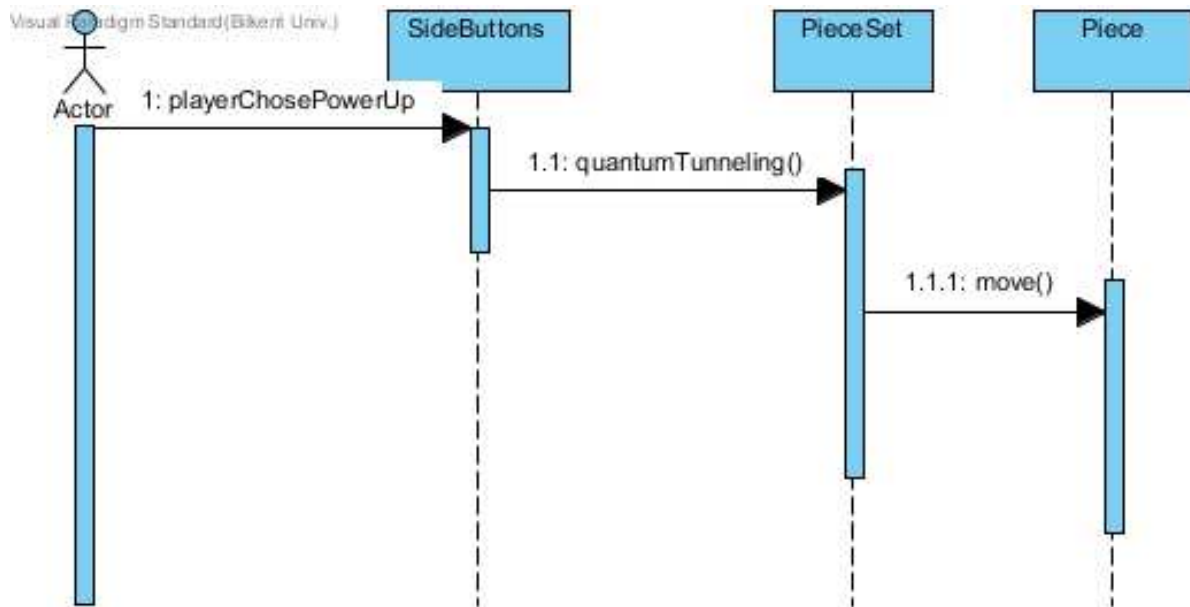 Visual Paradigm Standard(Bilkent Univ.)
SideButtons
PieceSet
Piece
Actor
1: playerChosePowerUp
1.1: quantumTunneling()
1.1.1: move()